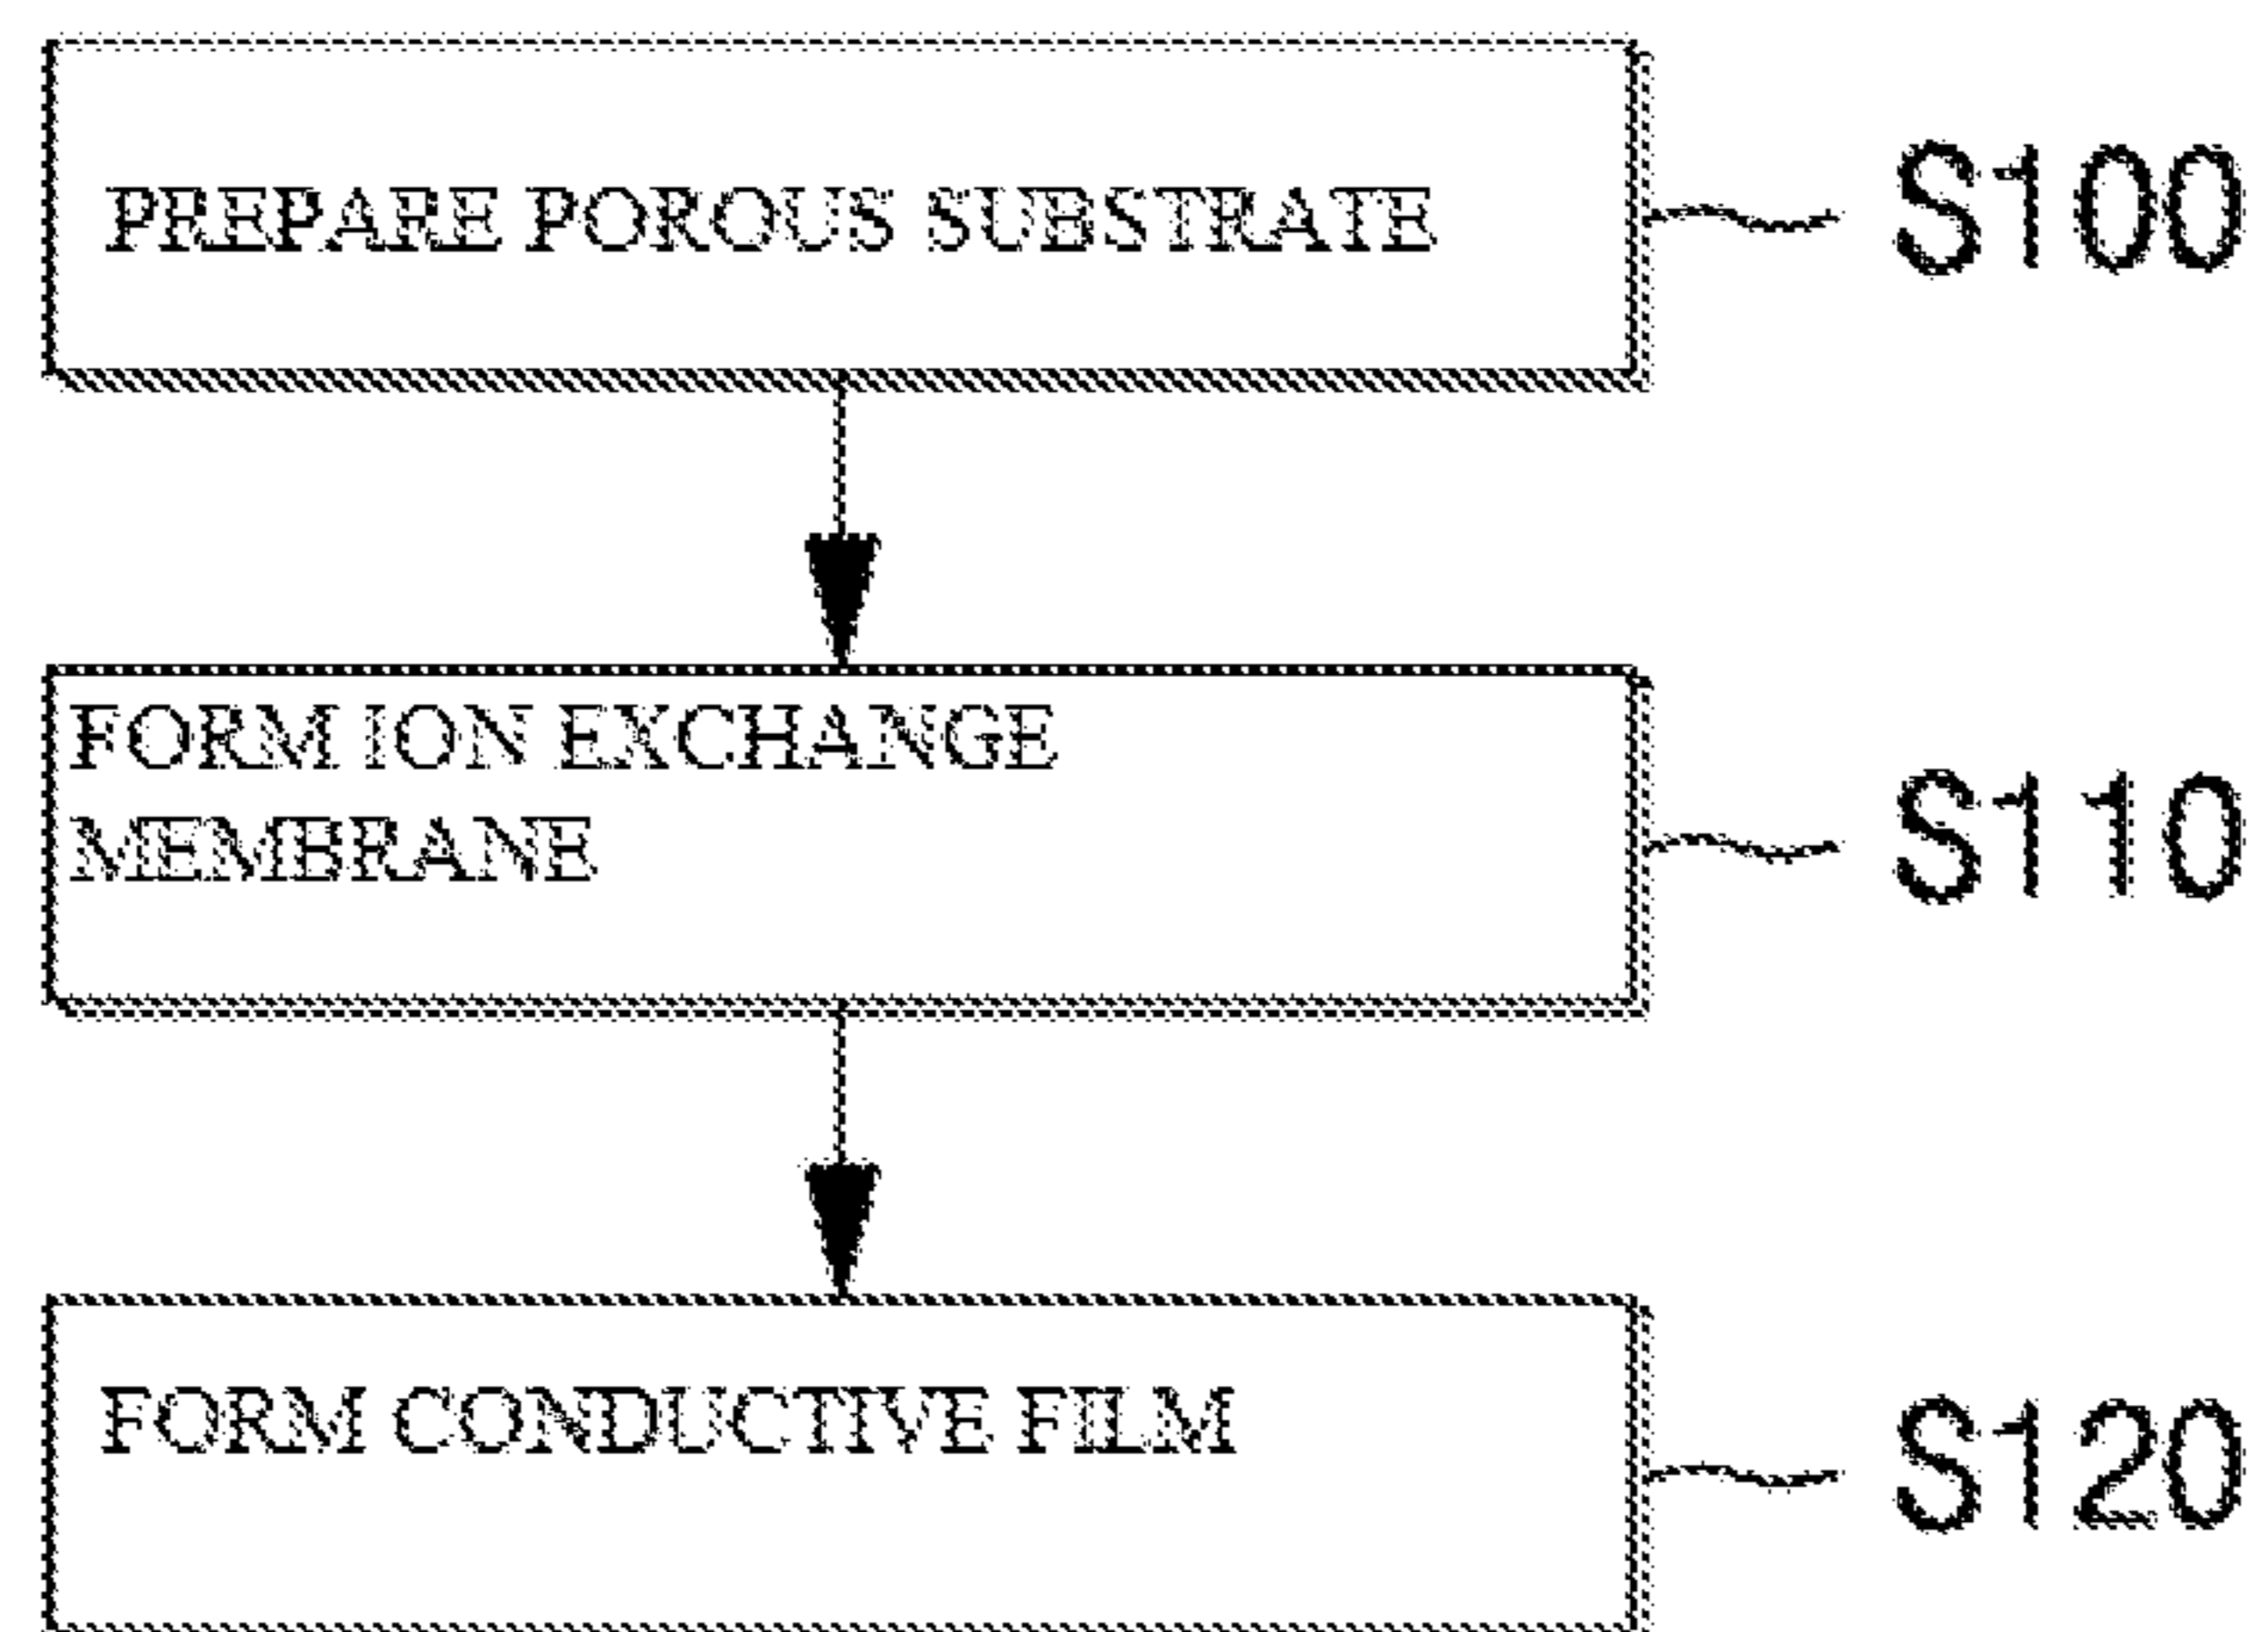 PREPARE POROUS SUBSTRATE
S100
FORM ION EXCHANGE
MEMBRANE
S110
FORM CONDUCTIVE FILM
S120